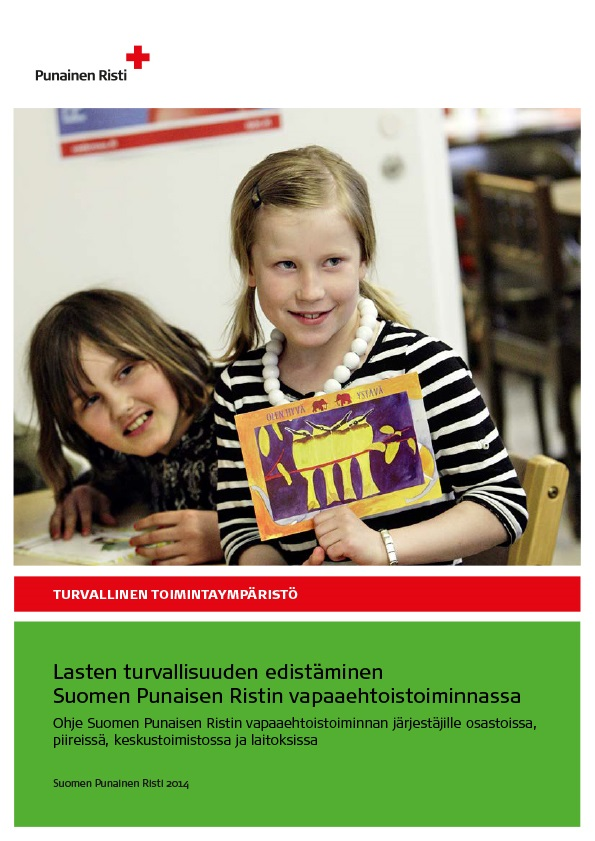 Punainen Risti
OLEN HYVÄ YSTÄVÄ
TURVALLINEN TOIMINTAYMPÄRISTÖ
Lasten turvallisuuden edistäminen
Suomen Punaisen Ristin vapaaehtoistoiminnassa
Ohje Suomen Punaisen Ristin vapaaehtoistoiminnan järjestäjille osastoissa,
piireissä, keskustoimistossa ja laitoksissa
Suomen Punainen Risti 2014